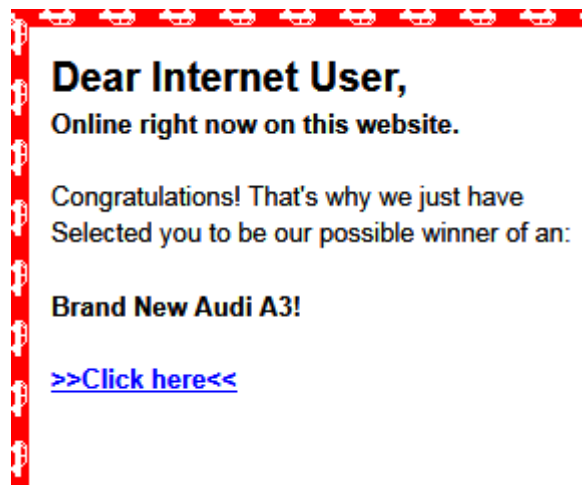 Dear Internet User,
Online right now on this website.
Congratulations! That's why we just have
Selected you to be our possible winner of an:
Brand New Audi A3!
>>Click here<<